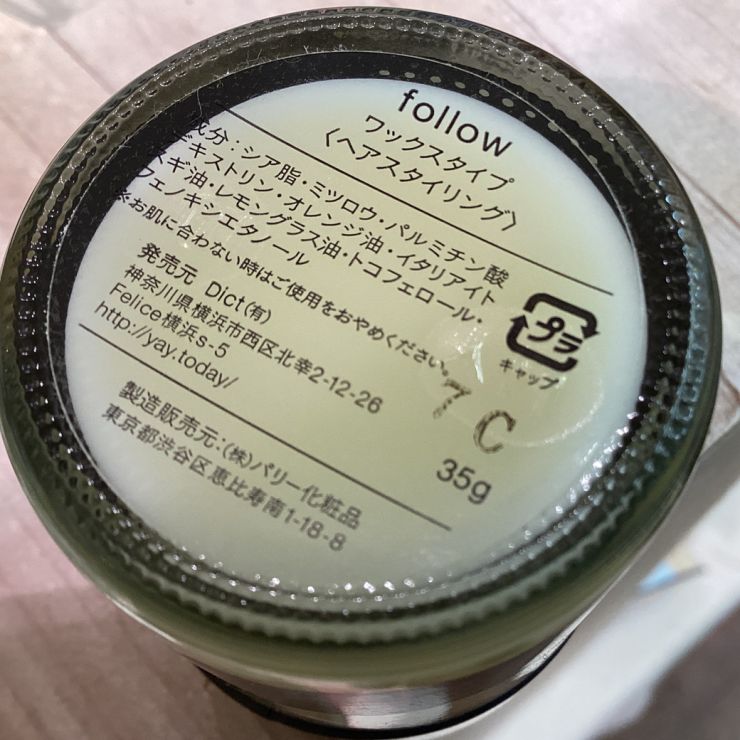 follow
ワックスタイプ
〈ヘアスタイリング〉
成分：シア脂・ミツロウ・パルミチン酸
デキストリン・オレンジ油・イタリアイト
スギ油・レモングラス油・トコフェロール・
フェノキシエタノール
※お肌に合わない時はご使用をおやめください。
発売元 Dict(有)
神奈川県横浜市西区北幸2-12-26
Felice横浜s-5
http://yay.today/
プラ
キャップ
7C
35g
製造販売元：(株)パリー化粧品
東京都渋谷区恵比寿南1-18-8